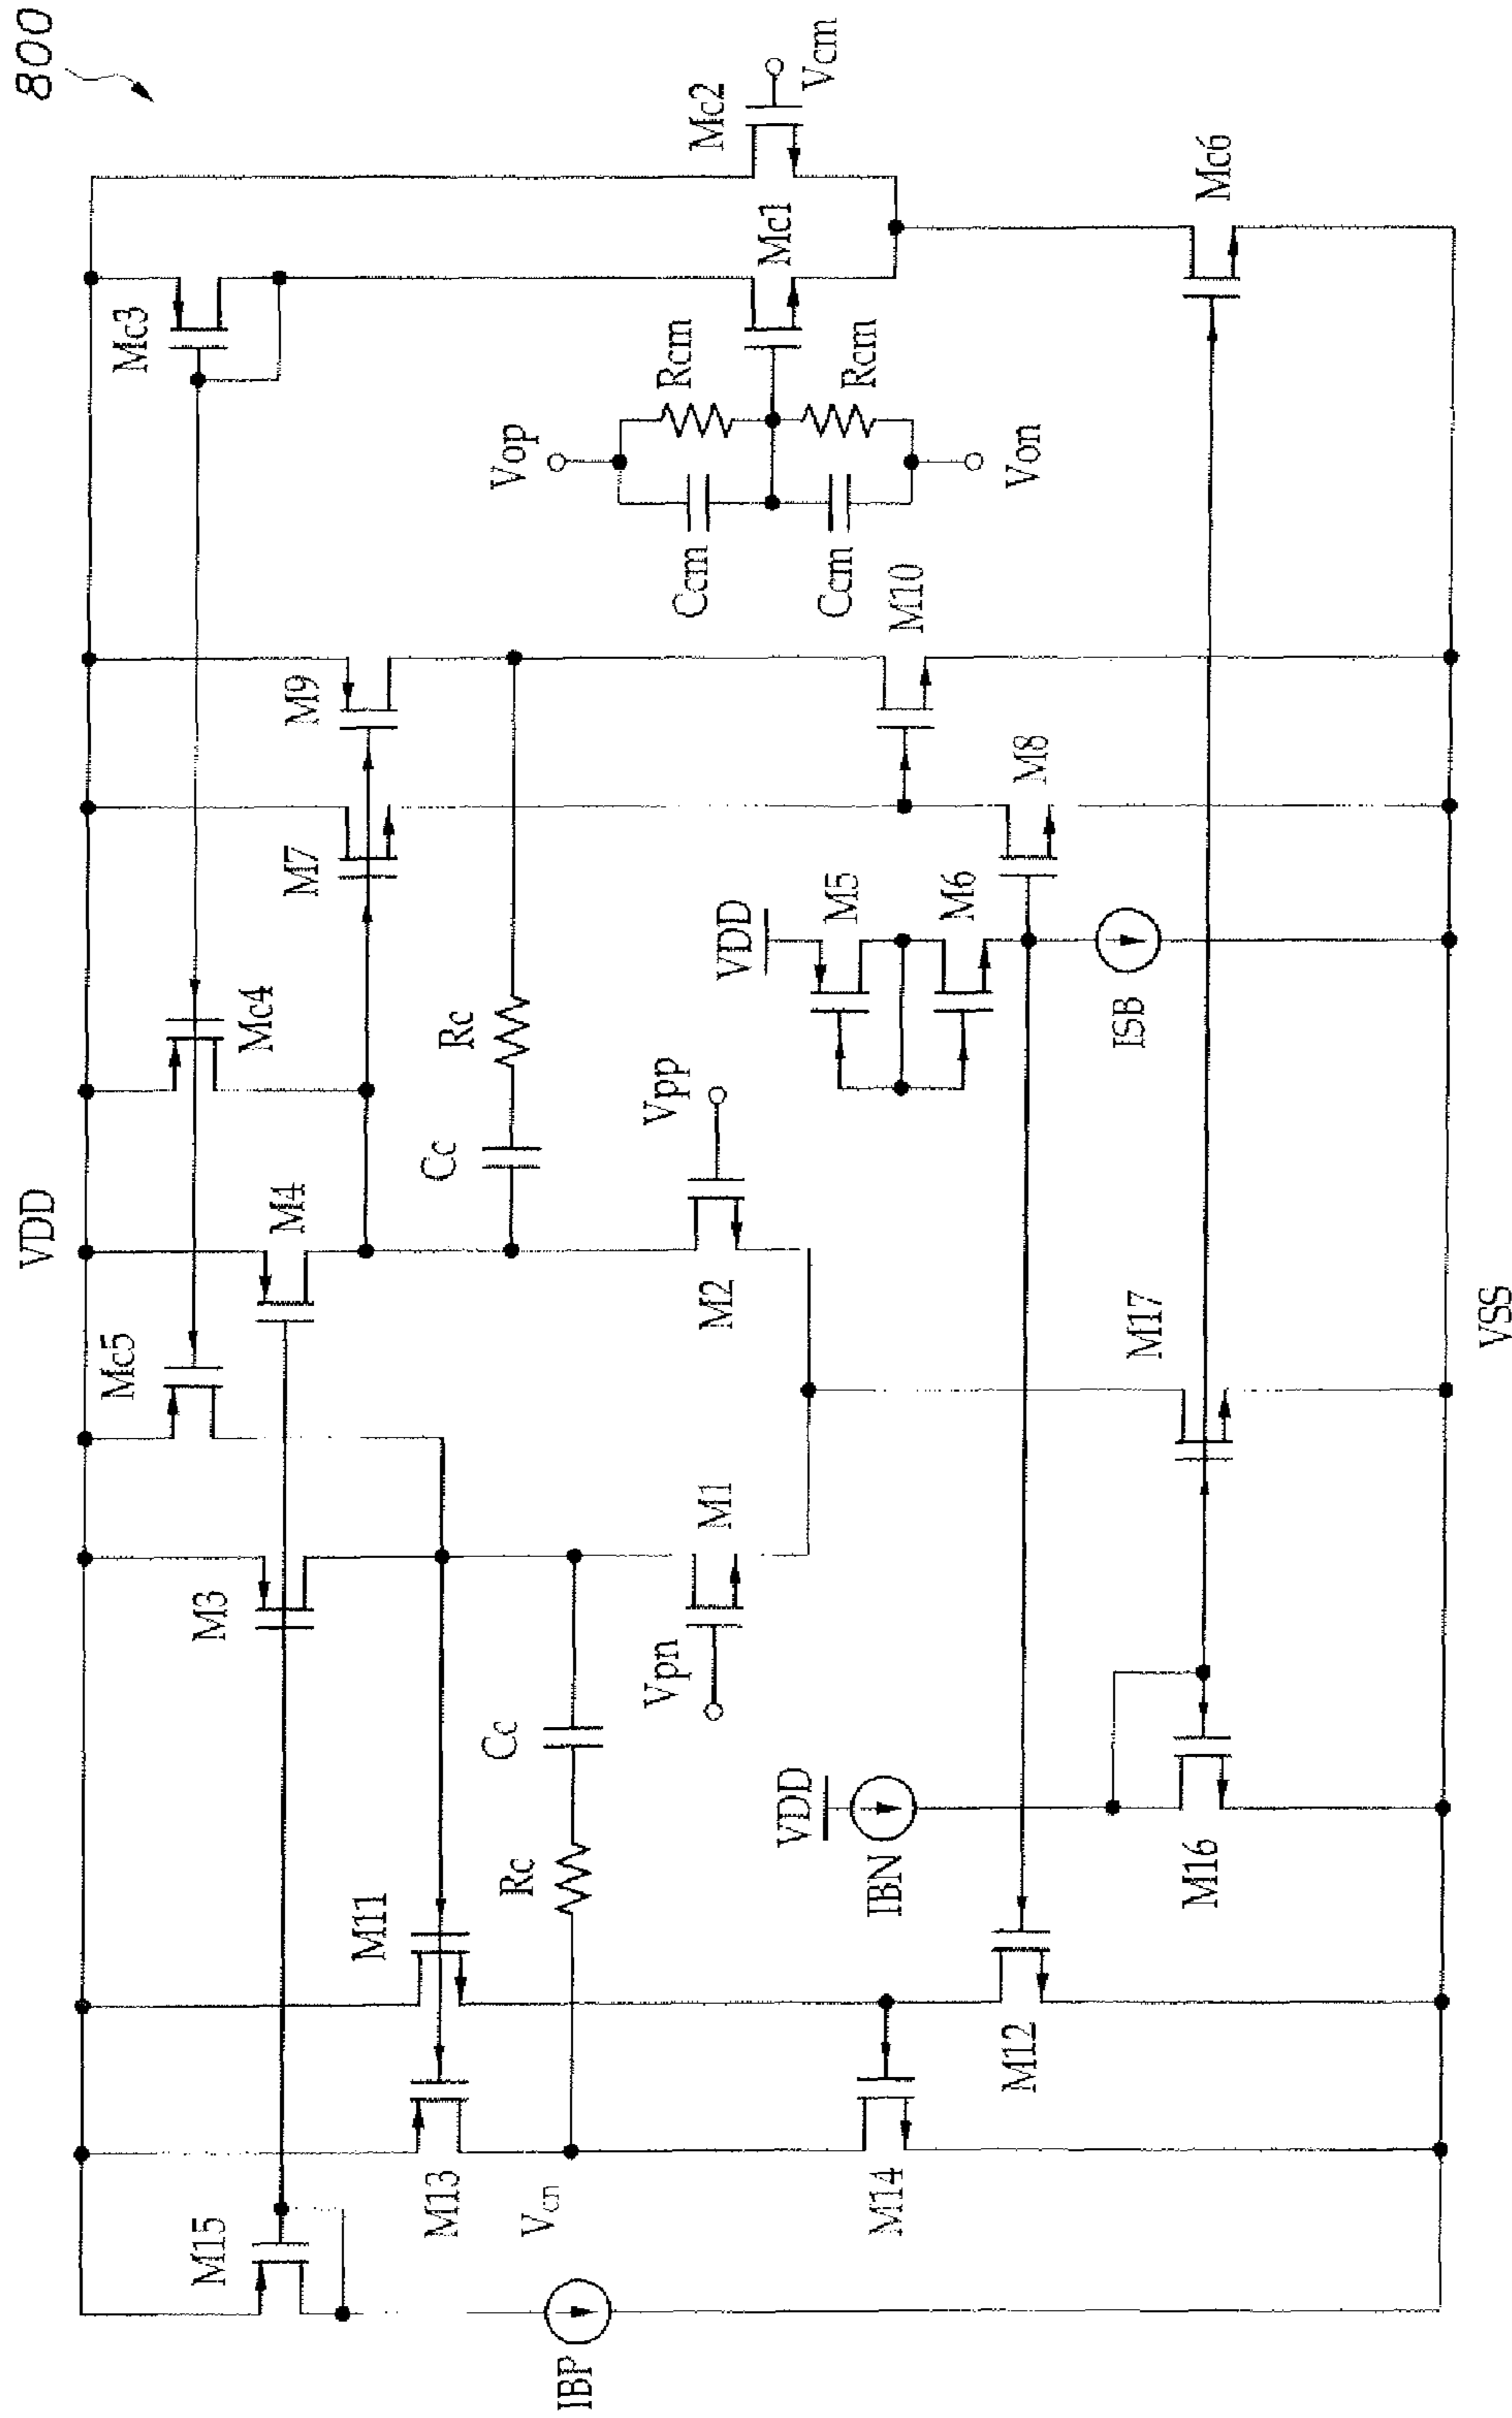 800
VDD
Mc3
Mc2
Vcm
Mc1
Rcm
Rcm
Vop
Von
Ccm
Ccm
Mc6
M9
M10
M7
M8
Mc4
Rc
Cc
VDD
M5
M6
ISB
Vpp
M4
M2
Mc5
M17
VSS
M3
M1
Vpn
Cc
Rc
VDD
IBN
M16
M11
M12
M13
Vcn
M14
M15
IBP